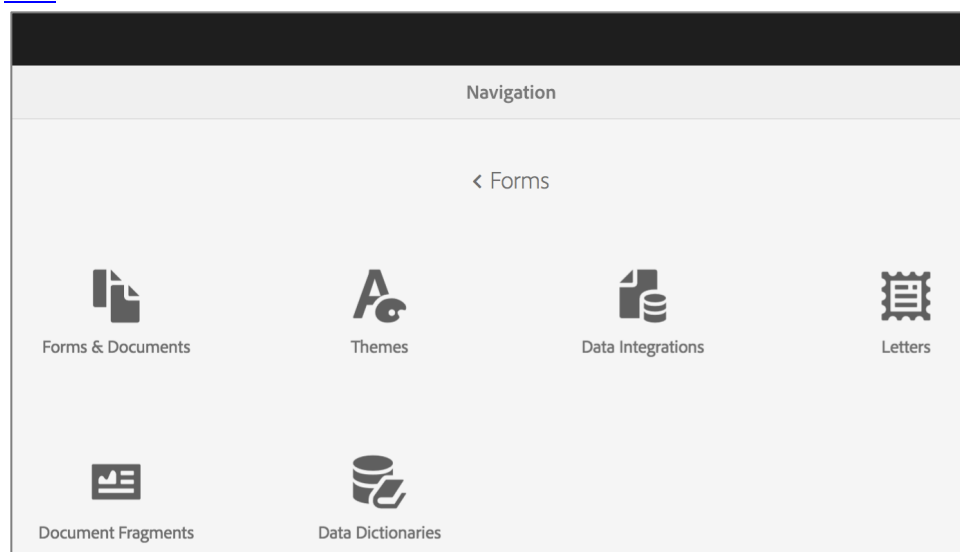 Navigation
< Forms
Forms & Documents
Themes
Data Integrations
Letters
Document Fragments
Data Dictionaries